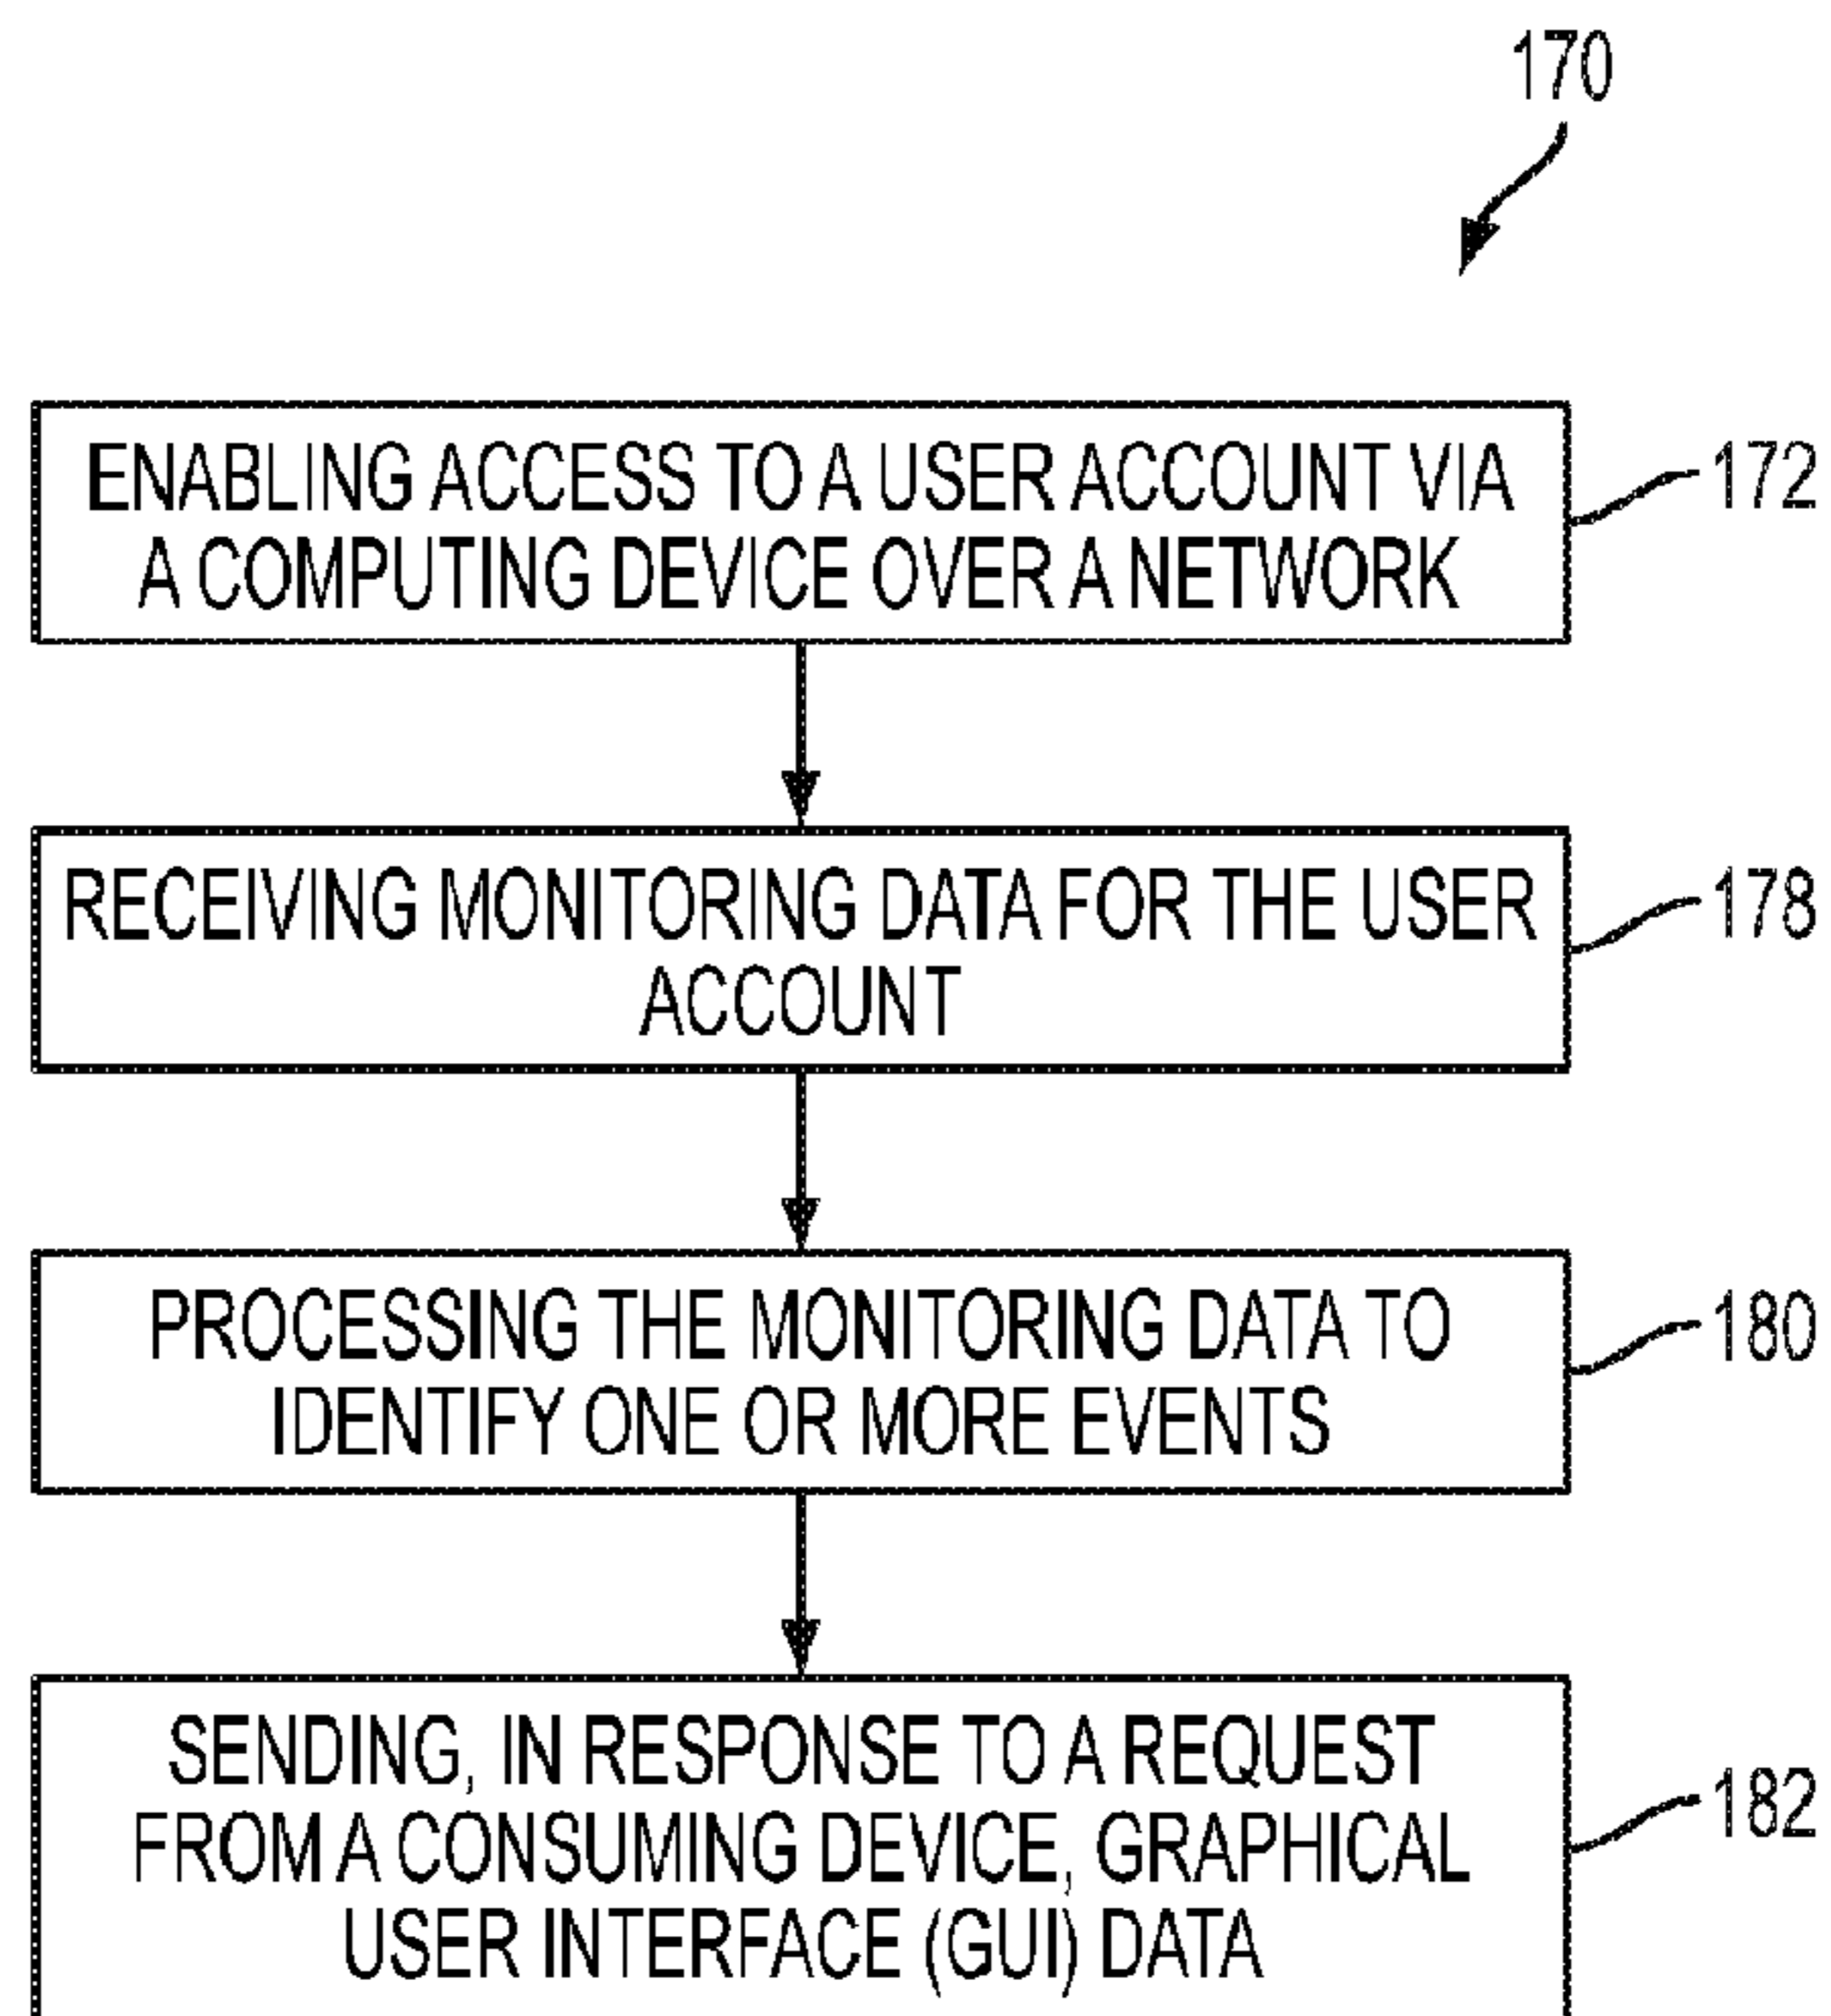 170
ENABLING ACCESS TO A USER ACCOUNT VIA
A COMPUTING DEVICE OVER A NETWORK
172
RECEIVING MONITORING DATA FOR THE USER
ACCOUNT
178
PROCESSING THE MONITORING DATA TO
IDENTIFY ONE OR MORE EVENTS
180
SENDING, IN RESPONSE TO A REQUEST
FROM A CONSUMING DEVICE, GRAPHICAL
USER INTERFACE (GUI) DATA
182